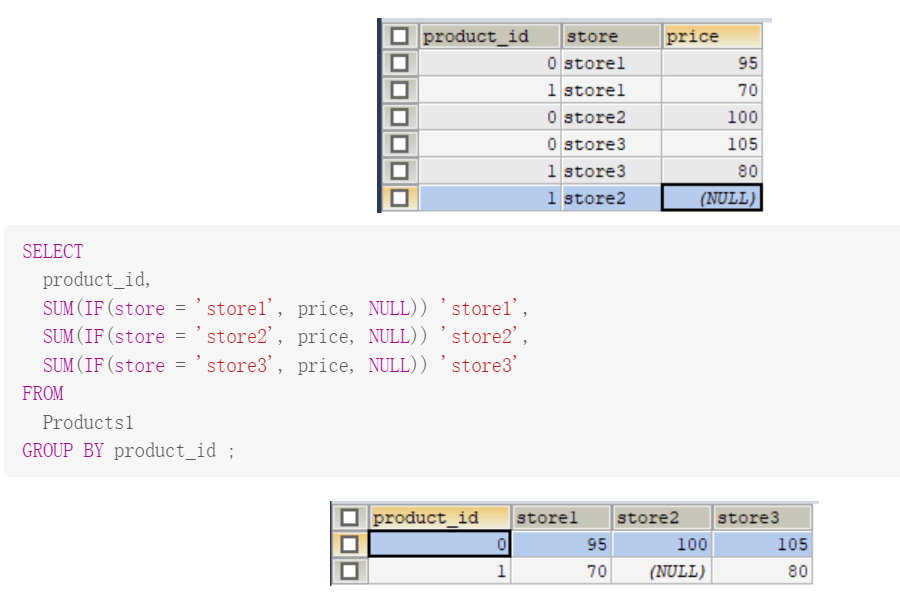 product_id store price
0 store1 95
1 store1 70
0 store2 100
0 store3 105
1 store3 80
1 store2 (NULL)
SELECT
product_id,
SUM(IF(store = 'store1', price, NULL)) 'store1',
SUM(IF(store = 'store2', price, NULL)) 'store2',
SUM(IF(store = 'store3', price, NULL)) 'store3'
FROM
Products1
GROUP BY product_id ;
product_id store1 store2 store3
0 95 100 105
1 70 (NULL) 80